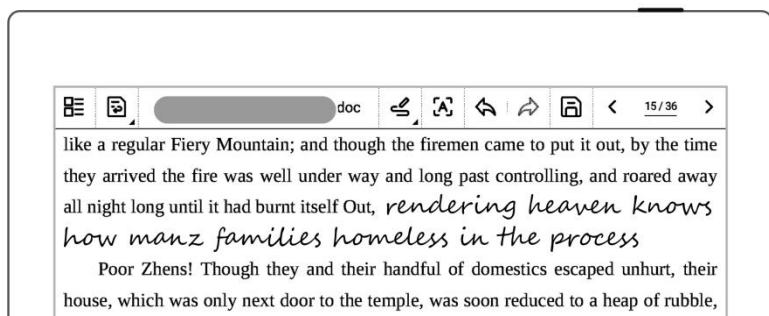 doc
15/36
like a regular Fiery Mountain; and though the firemen came to put it out, by the time
they arrived the fire was well under way and long past controlling, and roared away
all night long until it had burnt itself Out, rendering heaven knows
how manz families homeless in the process
Poor Zhens! Though they and their handful of domestics escaped unhurt, their
house, which was only next door to the temple, was soon reduced to a heap of rubble,